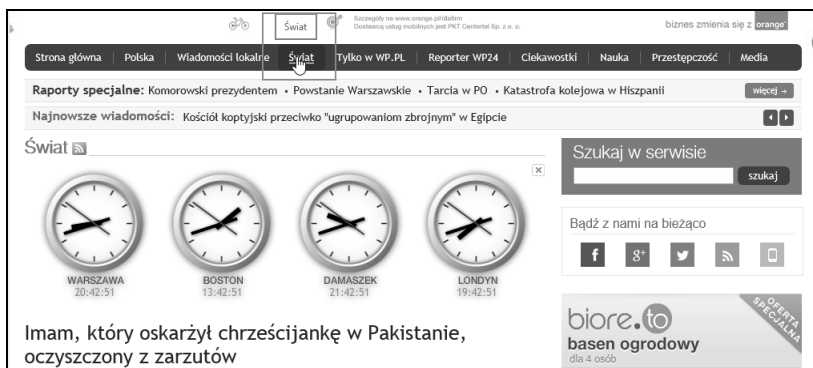 Świat
Szczegóły na www.orange.pl/dlafirm
Dostawcą usług mobilnych jest PKT Centertel Sp. z o. o.
biznes zmienia się z orange
Strona główna Polska Wiadomości lokalne Świat Tylko w WP.PL Reporter WP24 Ciekawostki Nauka Przestępczość Media
Raporty specjalne: Komorowski prezydentem • Powstanie Warszawskie • Tarcia w PO • Katastrofa kolejowa w Hiszpanii więcej →
Najnowsze wiadomości: Kościół koptyjski przeciwko "ugrupowaniom zbrojnym" w Egipcie
Świat
Szukaj w serwisie
szukaj
Bądź z nami na bieżąco
f g+
WARSZAWA BOSTON DAMASZEK LONDYN
20:42:51 13:42:51 21:42:51 19:42:51
Imam, który oskarżył chrześcijankę w Pakistanie,
oczyszczony z zarzutów
OFERTA
SPECJALNA
biore.to
basen ogrodowy
dla 4 osób